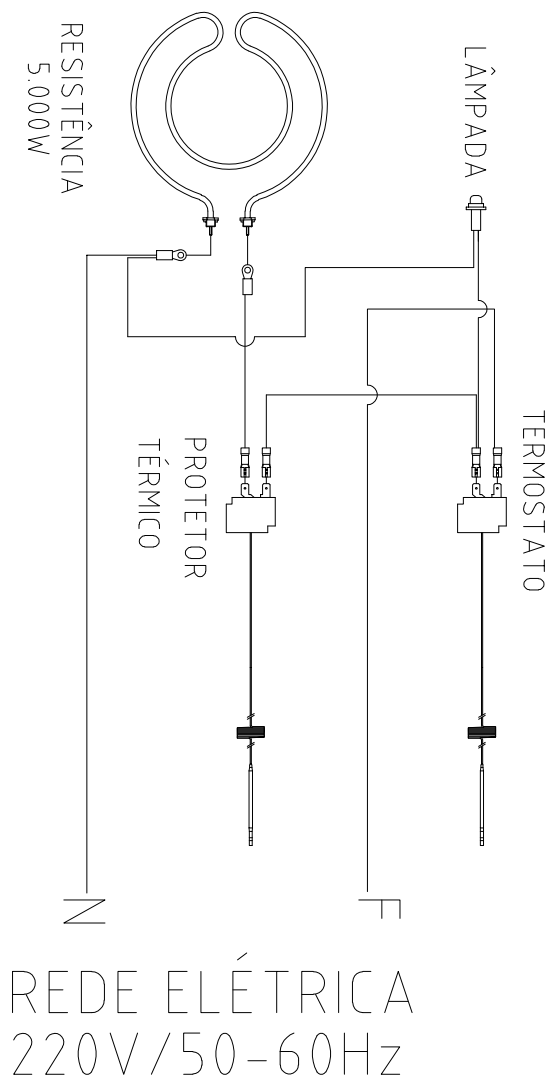 RESISTÊNCIA
5.000W
LÂMPADA
TERMOSTATO
PROTETOR
TÉRMICO
N
F
REDE ELÉTRICA
220V/50-60Hz